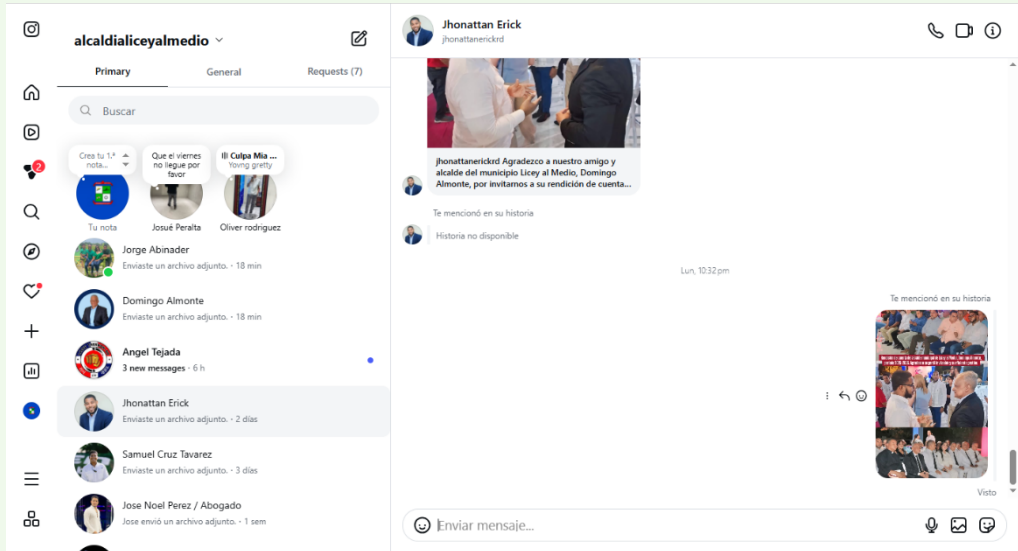 alcaldialiceyalmedio
Primary
General
Requests (7)
Buscar
2
Crea tu 1.ª
nota...
Que el viernes
no llegue por
favor
Culpa Mia ...
Yovng gretty
Tu nota
Josué Peralta
Oliver rodriguez
Jorge Abinader
Enviaste un archivo adjunto. · 18 min
Domingo Almonte
Enviaste un archivo adjunto. · 18 min
Angel Tejada
3 new messages · 6 h
Jhonattan Erick
Enviaste un archivo adjunto. · 2 días
Samuel Cruz Tavarez
Enviaste un archivo adjunto. · 3 días
Jose Noel Perez / Abogado
Jose envió un archivo adjunto. · 1 sem
Jhonattan Erick
jhonattanerickrd
jhonattanerickrd Agradezco a nuestro amigo y
alcalde del municipio Licey al Medio, Domingo
Almonte, por invitarnos a su rendición de cuenta...
Te mencionó en su historia
Historia no disponible
Lun, 10:32 pm
Te mencionó en su historia
Visto
Enviar mensaje...